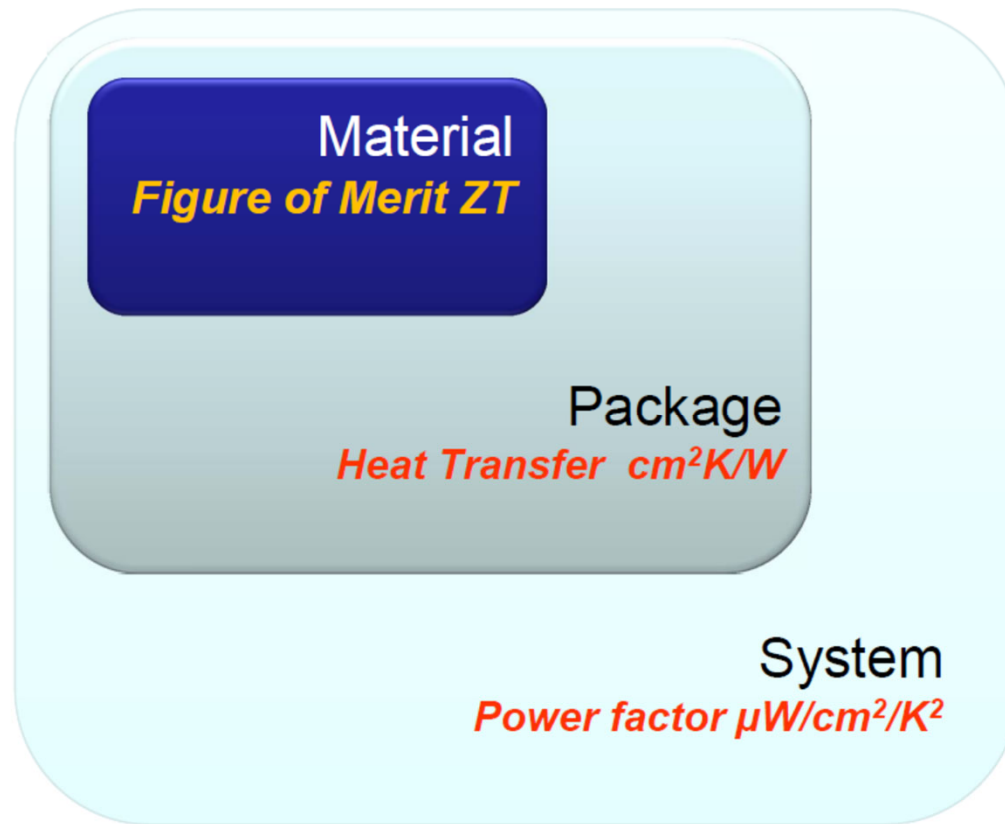 Material
Figure of Merit ZT
Package
Heat Transfer cm²K/W
System
Power factor µW/cm²/K²